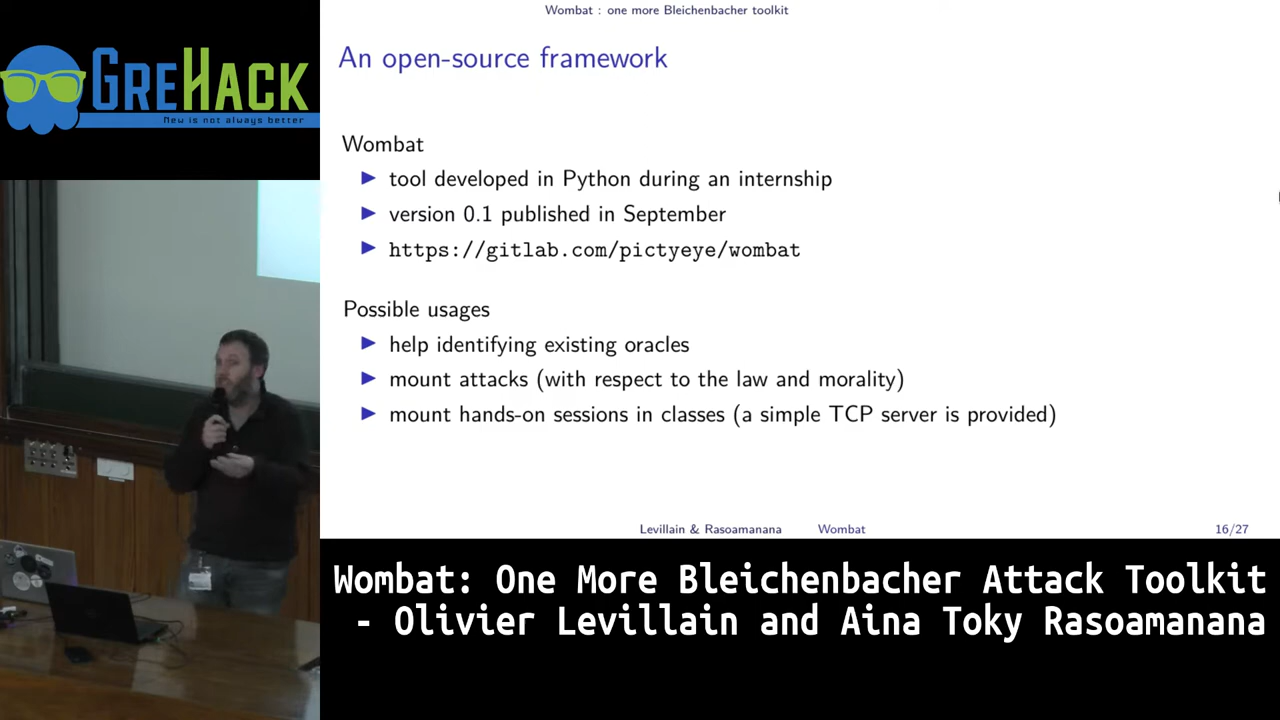 Wombat : one more Bleichenbacher toolkit
An open-source framework
GREHACK
New is not always better
Wombat
tool developed in Python during an internship
version 0.1 published in September
https://gitlab.com/pictyeye/wombat
Possible usages
help identifying existing oracles
mount attacks (with respect to the law and morality)
mount hands-on sessions in classes (a simple TCP server is provided)
Levillain & Rasoamanana Wombat 16/27
Wombat: One More Bleichenbacher Attack Toolkit
- Olivier Levillain and Aina Toky Rasoamanana